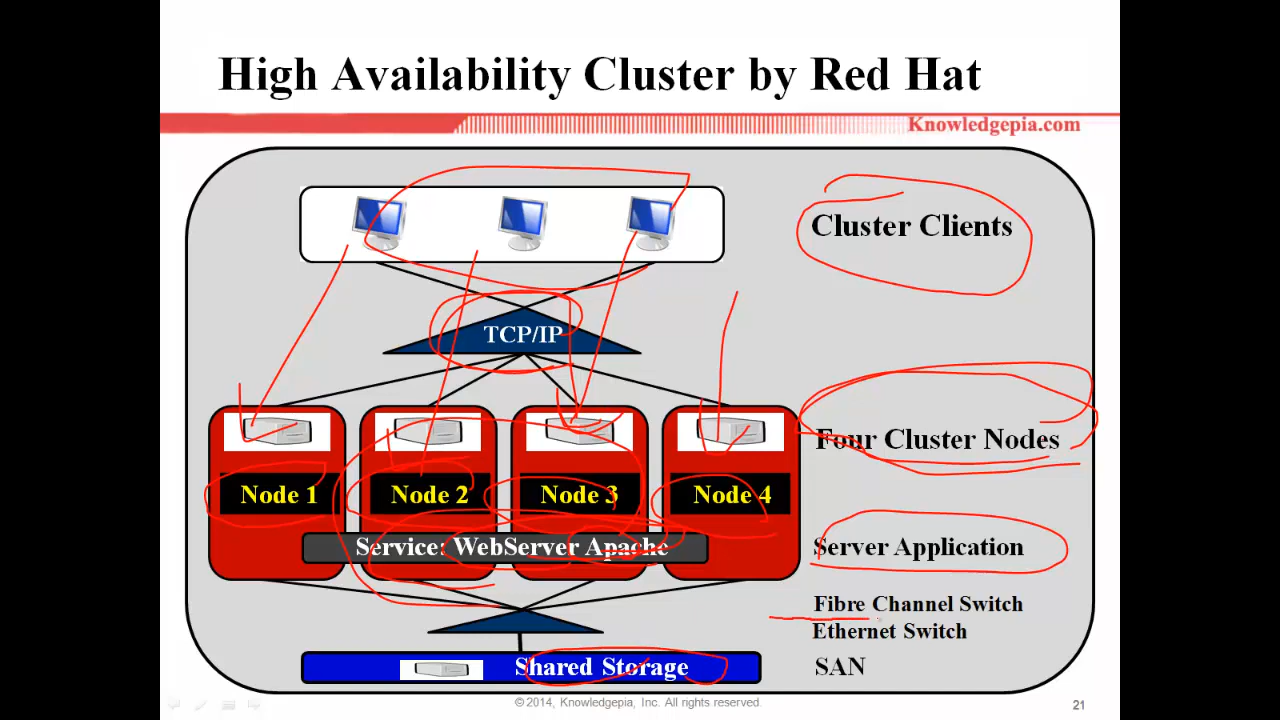 High Availability Cluster by Red Hat
Knowledgepia.com
Cluster Clients
TCP/IP
Four Cluster Nodes
Node 1
Node 2
Node 3
Node 4
Service: WebServer Apache
Server Application
Fibre Channel Switch
Ethernet Switch
Shared Storage
SAN
© 2014, Knowledgepia, Inc. All rights reserved.
21